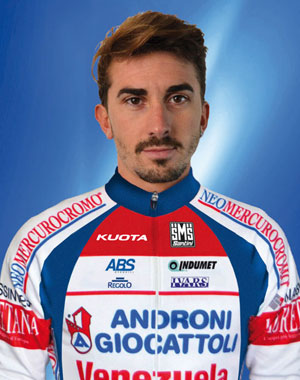 NEOMERCUROCROMO
NEOMERCUROCROMO
KUOTA
SMS
Santini
ABS
REGOLO
INDUMET
ANDRONI
GIOCATTOLI
Venezuela